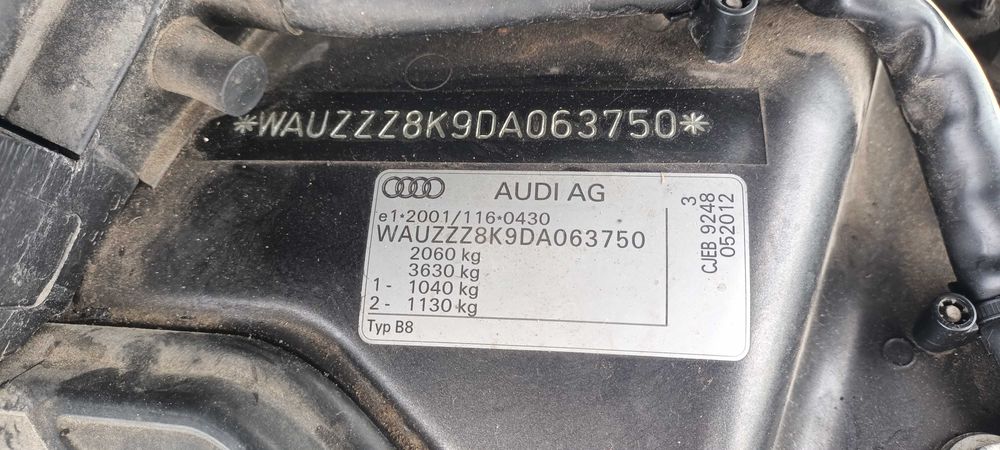 *WAUZZZ8K9DA063750*
AUDI AG
e1*2001/116*0430
WAUZZZ8K9DA063750
2060 kg
3630 kg
1- 1040 kg
2- 1130 kg
Typ B8
3
CJEB 9248
052012